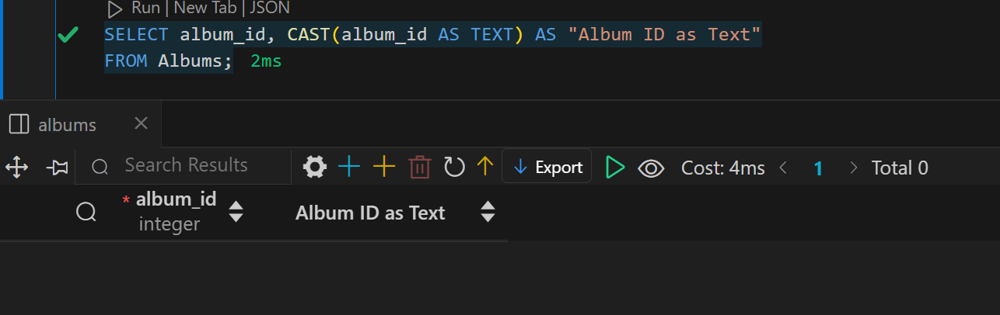 Run | New Tab | JSON
SELECT album_id, CAST(album_id AS TEXT) AS "Album ID as Text"
FROM Albums; 2ms
albums
Search Results Export Cost: 4ms 1 Total 0
* album_id Album ID as Text
integer